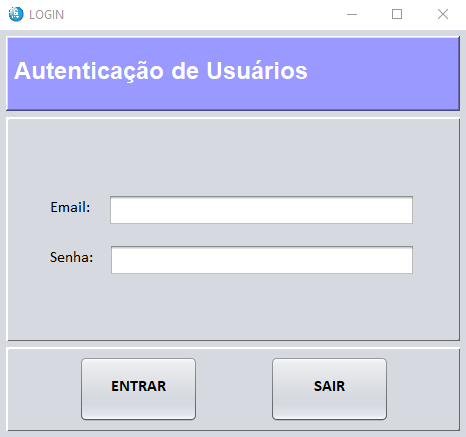 LOGIN
Autenticação de Usuários
Email:
Senha:
ENTRAR SAIR